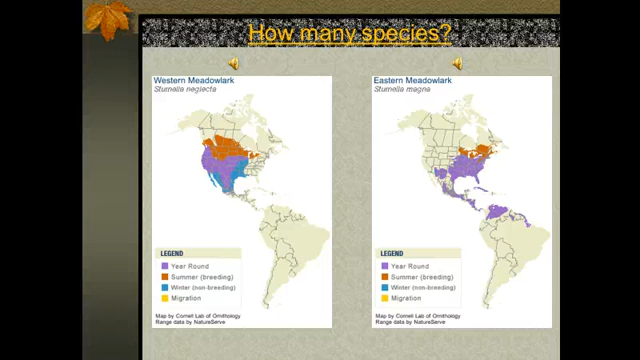 How many species?
Western Meadowlark
Sturnella neglecta
LEGEND
Year Round
Summer (breeding)
Winter (non-breeding)
Migration
Map by Cornell Lab of Ornithology
Range data by NatureServe
Eastern Meadowlark
Sturnella magna
LEGEND
Year Round
Summer (breeding)
Winter (non-breeding)
Migration
Map by Cornell Lab of Ornithology
Range data by NatureServe